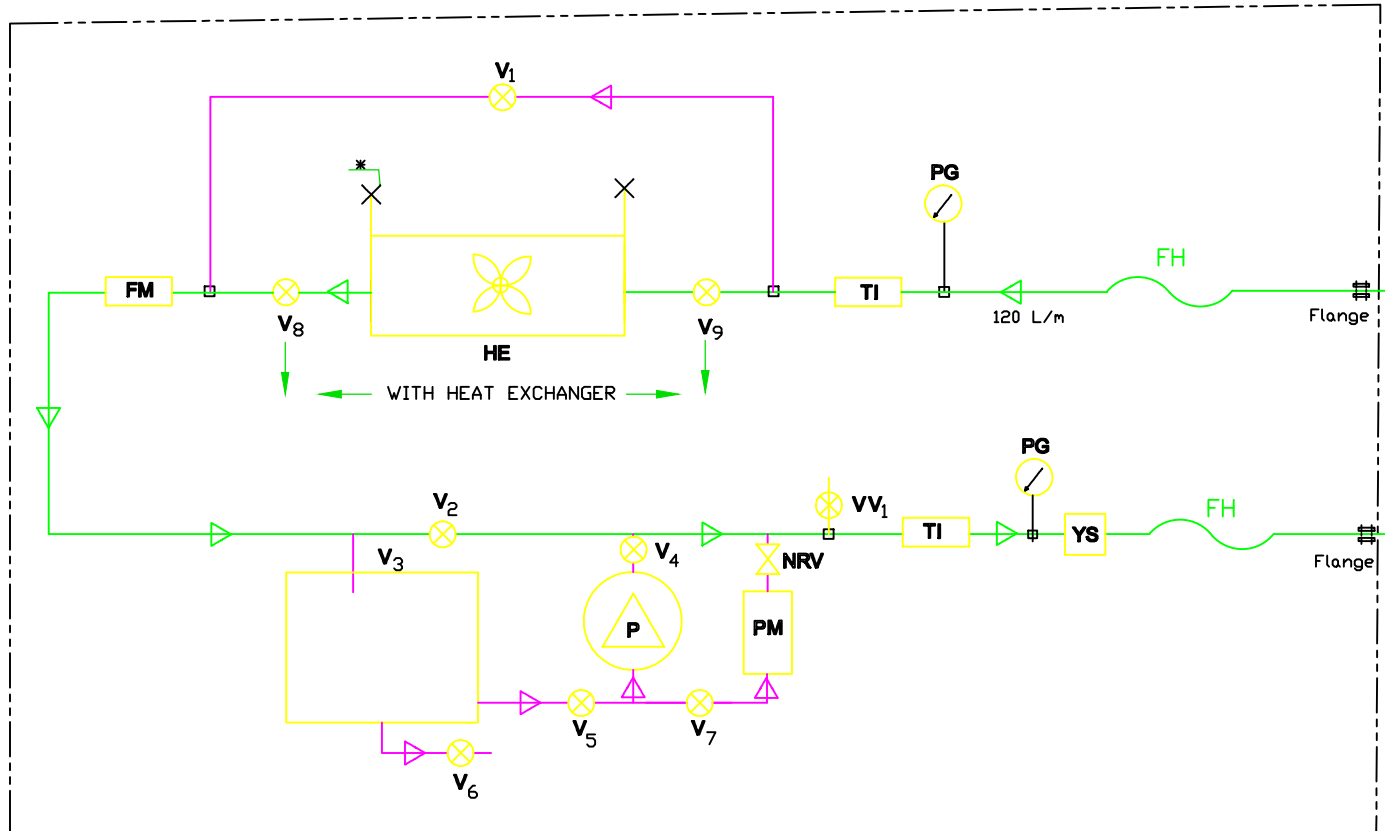 V1
PG
*
FH
FM
TI
120 L/m
Flange
V8
V9
HE
WITH HEAT EXCHANGER
PG
V2
VV1
FH
TI
YS
V3
V4
NRV
Flange
P
PM
V5
V7
V6